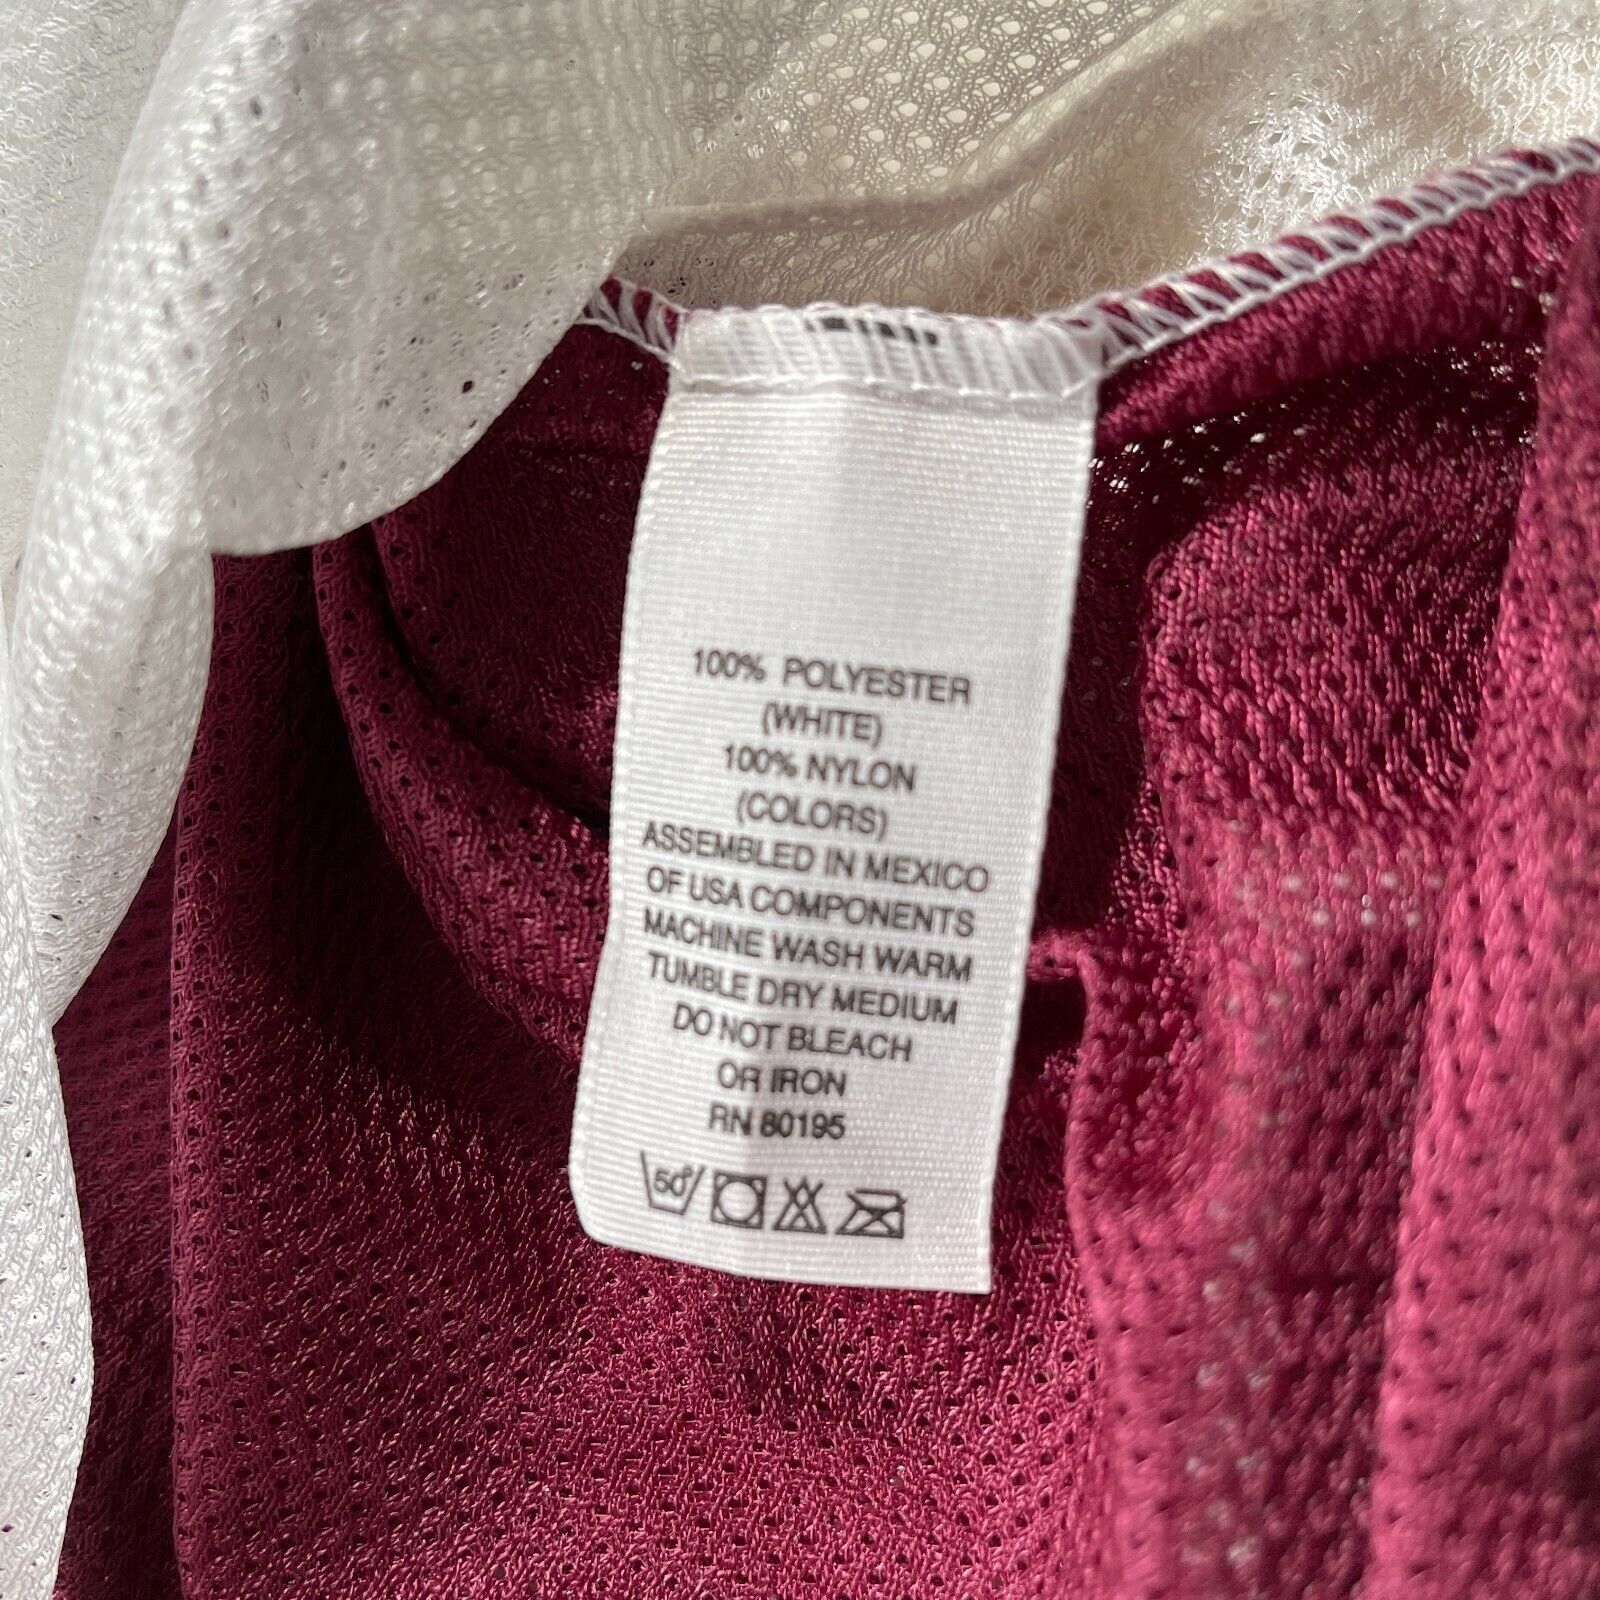 100% POLYESTER
(WHITE)
100% NYLON
(COLORS)
ASSEMBLED IN MEXICO
OF USA COMPONENTS
MACHINE WASH WARM
TUMBLE DRY MEDIUM
DO NOT BLEACH
OR IRON
RN 80195
50°